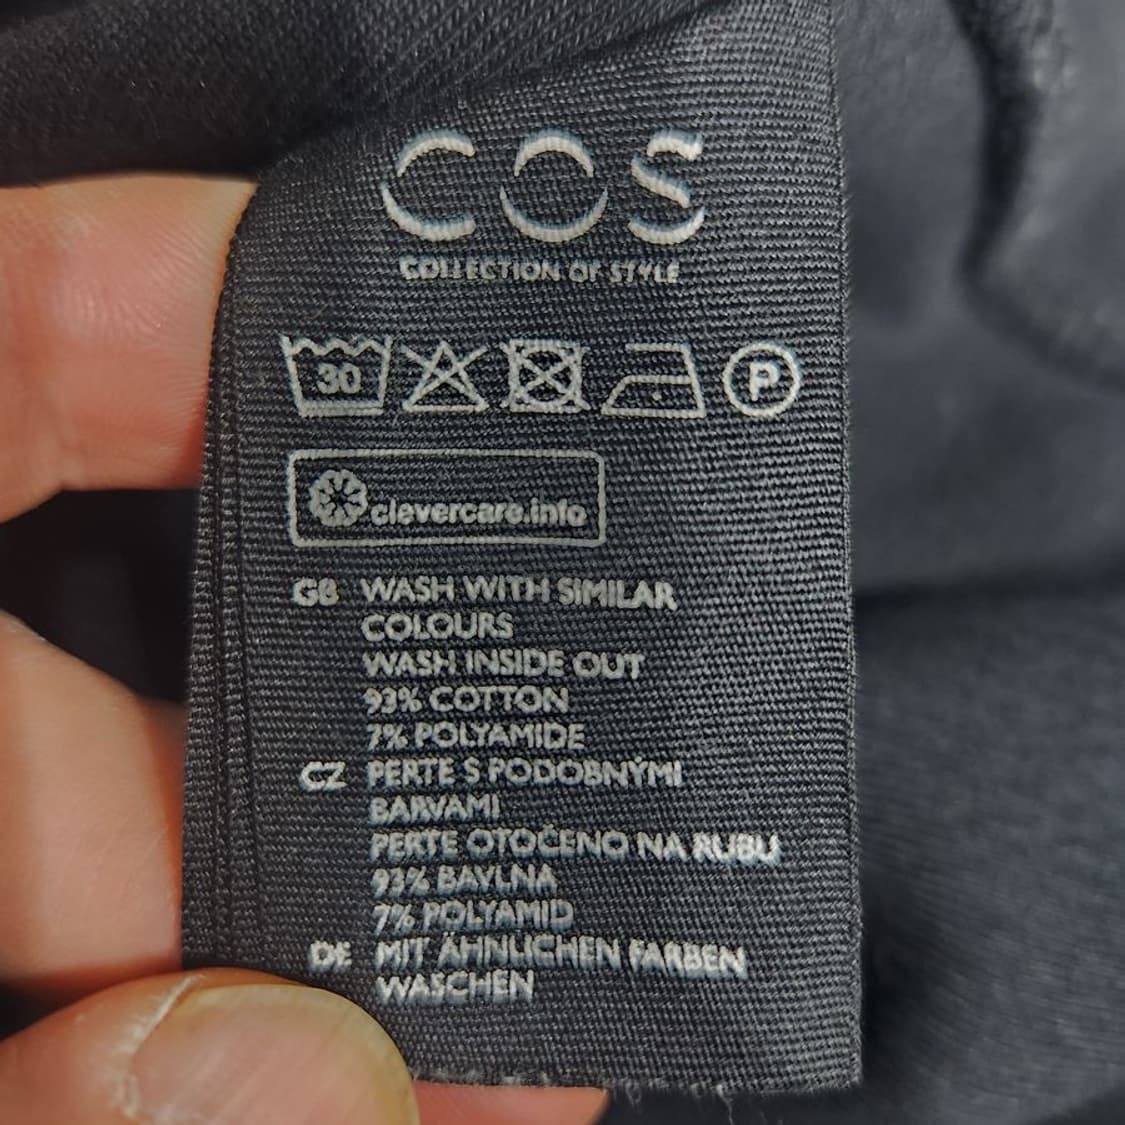 COS
COLLECTION OF STYLE
30 P
clevercare.info
GB WASH WITH SIMILAR
COLOURS
WASH INSIDE OUT
93% COTTON
7% POLYAMIDE
CZ PERTE S PODOBNÝMI
BARVAMI
PERTE OTOČENO NA RUBU
93% BAVLNA
7% POLYAMID
DE MIT ÄHNLICHEN FARBEN
WASCHEN